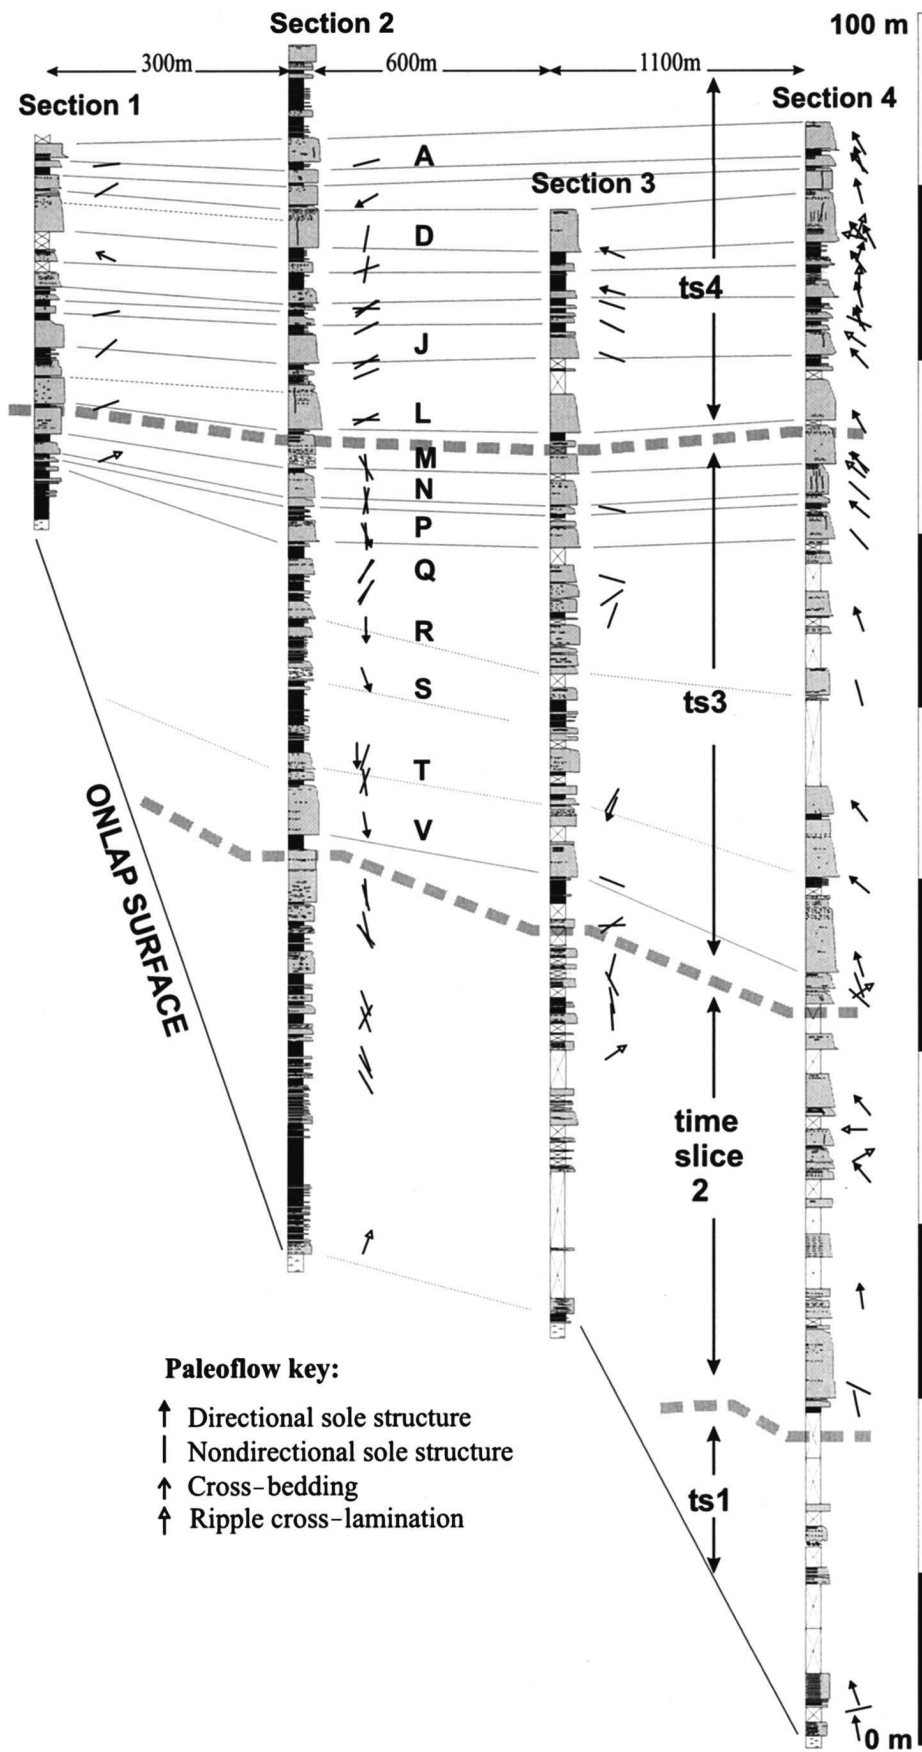 Section 2
100 m
300m
600m
1100m
Section 1
Section 4
A
Section 3
D
ts4
J
L
M
N
P
Q
R
S
ts3
T
V
ONLAP SURFACE
time
slice
2
Paleoflow key:
Directional sole structure
Nondirectional sole structure
Cross-bedding
Ripple cross-lamination
ts1
0 m